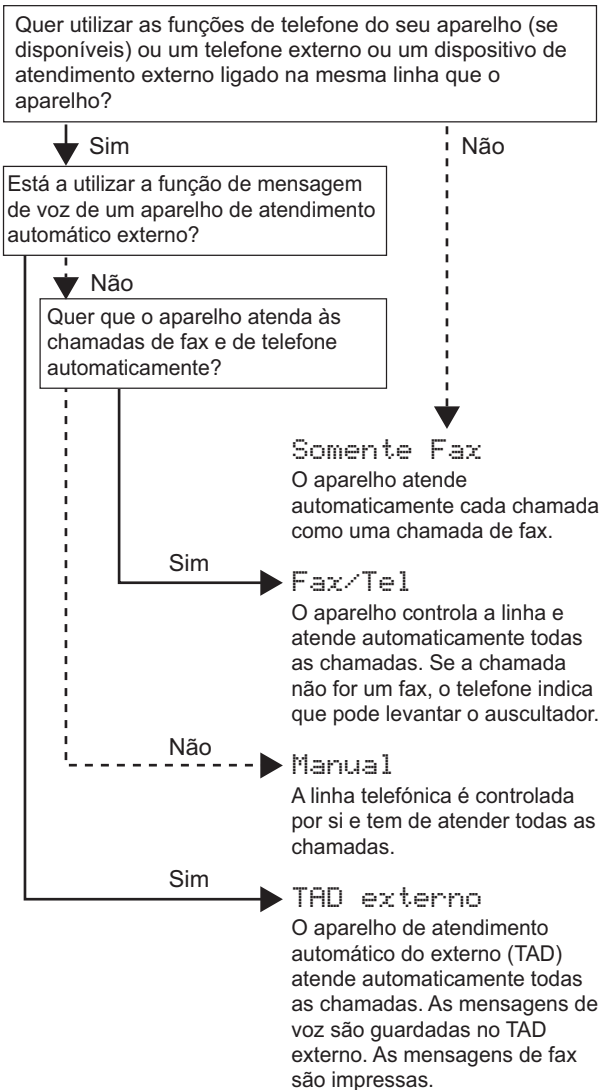 Quer utilizar as funções de telefone do seu aparelho (se
disponíveis) ou um telefone externo ou um dispositivo de
atendimento externo ligado na mesma linha que o
aparelho?
Sim
Não
Está a utilizar a função de mensagem
de voz de um aparelho de atendimento
automático externo?
Não
Quer que o aparelho atenda às
chamadas de fax e de telefone
automaticamente?
Somente Fax
O aparelho atende
automaticamente cada chamada
como uma chamada de fax.
Sim
Fax/Tel
O aparelho controla a linha e
atende automaticamente todas
as chamadas. Se a chamada
não for um fax, o telefone indica
que pode levantar o auscultador.
Não
Manual
A linha telefónica é controlada
por si e tem de atender todas as
chamadas.
Sim
TAD externo
O aparelho de atendimento
automático do externo (TAD)
atende automaticamente todas
as chamadas. As mensagens de
voz são guardadas no TAD
externo. As mensagens de fax
são impressas.